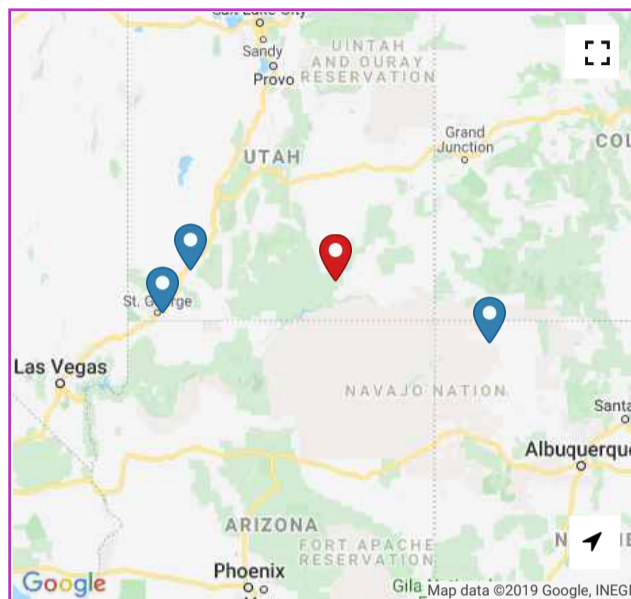 Salt Lake City
Sandy
Provo
UINTAH
AND OURAY
RESERVATION
Grand
Junction
COL
UTAH
St. George
Las Vegas
NAVAJO NATION
Santa
Albuquerque
ARIZONA
FORT APACHE
RESERVATION
Phoenix
Gila
Google
Map data ©2019 Google, INEGI